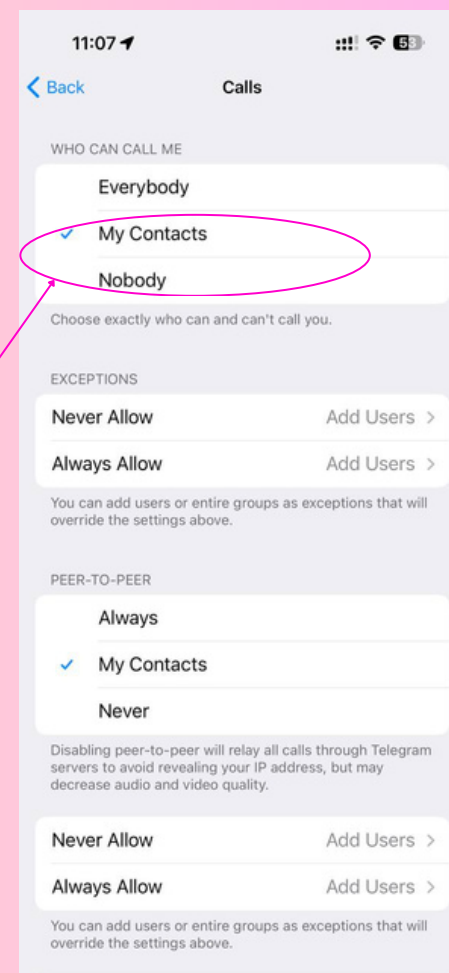 11:07
53
Back
Calls
WHO CAN CALL ME
Everybody
My Contacts
Nobody
Choose exactly who can and can't call you.
EXCEPTIONS
Never Allow Add Users
Always Allow Add Users
You can add users or entire groups as exceptions that will
override the settings above.
PEER-TO-PEER
Always
My Contacts
Never
Disabling peer-to-peer will relay all calls through Telegram
servers to avoid revealing your IP address, but may
decrease audio and video quality.
Never Allow Add Users
Always Allow Add Users
You can add users or entire groups as exceptions that will
override the settings above.